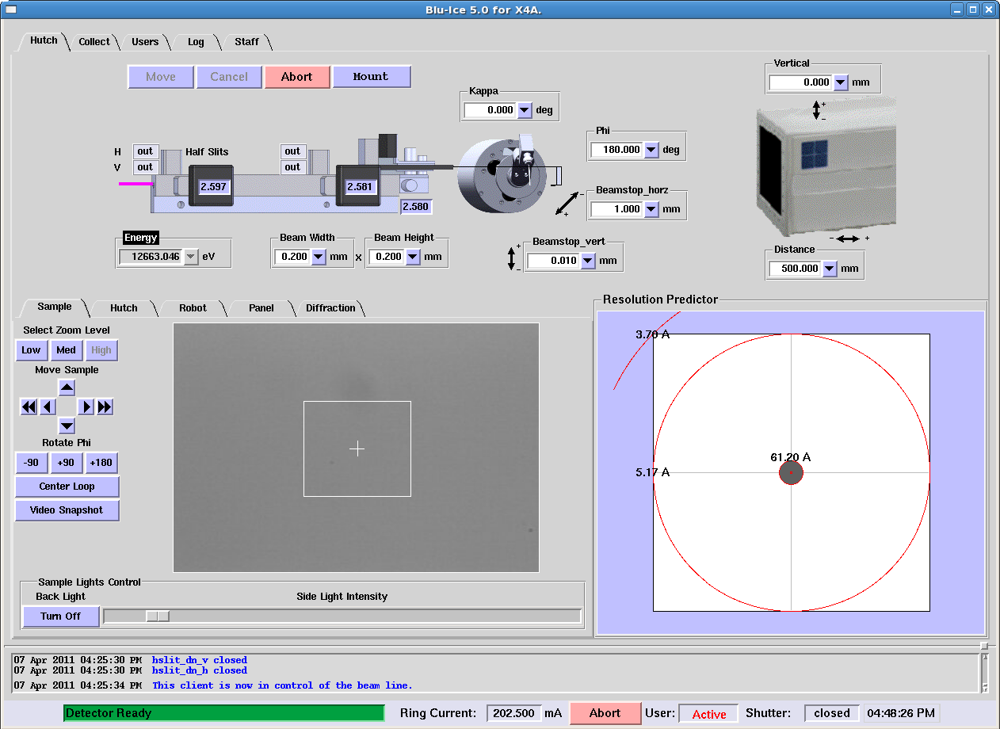 Blu-Ice 5.0 for X4A.
Hutch Collect Users Log Staff
Move Cancel Abort Mount
Vertical
0.000 mm
Kappa
0.000 deg
Phi
180.000 deg
H out Half Slits out
V out out
2.597 2.581
2.580
Beamstop_horz
1.000 mm
Energy
12663.046 eV
Beam Width
0.200 mm x
Beam Height
0.200 mm
Beamstop_vert
0.010 mm
Distance
500.000 mm
Sample Hutch Robot Panel Diffraction
Select Zoom Level
Low Med High
Move Sample
Rotate Phi
-90 +90 +180
Center Loop
Video Snapshot
Resolution Predictor
3.70 A
61.20 A
5.17 A
Sample Lights Control
Back Light Side Light Intensity
Turn Off
07 Apr 2011 04:25:30 PM hslit_dn_v closed
07 Apr 2011 04:25:30 PM hslit_dn_h closed
07 Apr 2011 04:25:34 PM This client is now in control of the beam line.
Detector Ready Ring Current: 202.500 mA Abort User: Active Shutter: closed 04:48:26 PM